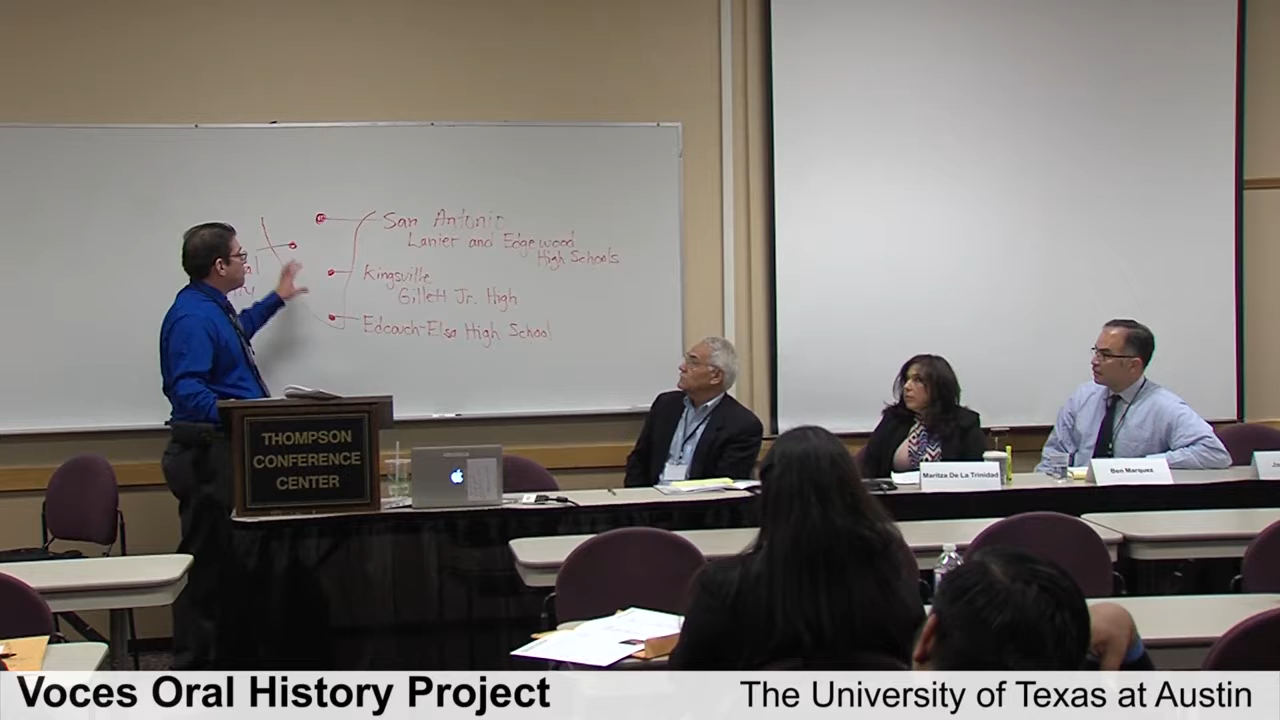 San Antonio
Lanier and Edgewood
High Schools
Kingsville
Gillett Jr. High
Edcouch-Elsa High School
THOMPSON
CONFERENCE
CENTER
Maritza De La Trinidad
Ben Marquez
Voces Oral History Project
The University of Texas at Austin